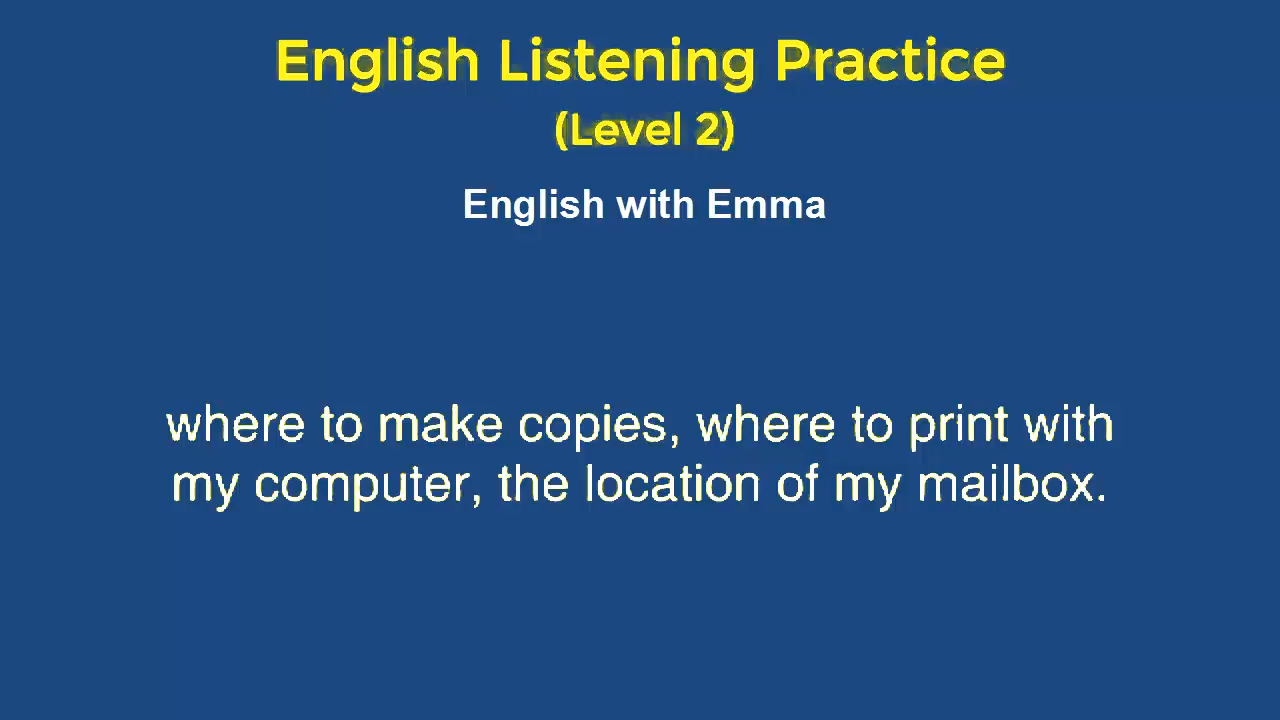 English Listening Practice
(Level 2)
English with Emma
where to make copies, where to print with
my computer, the location of my mailbox.